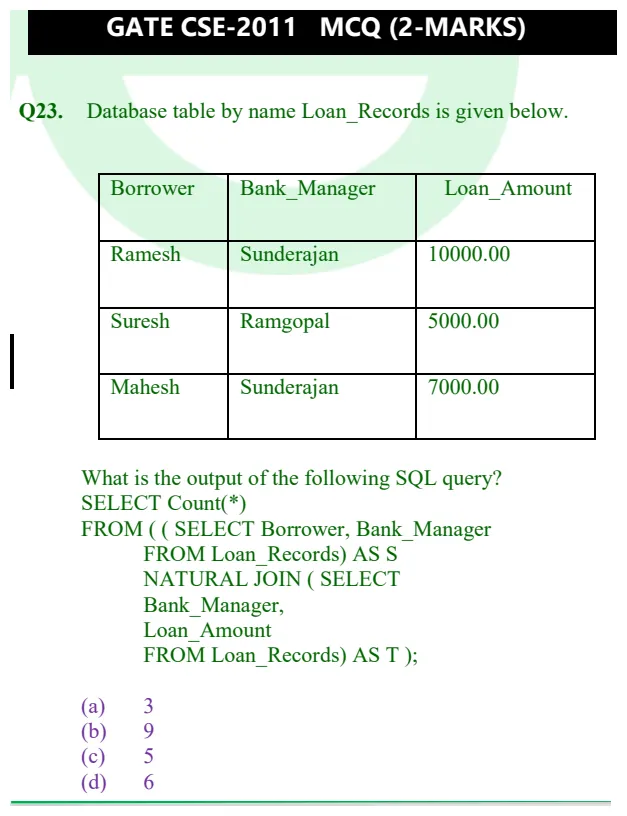 GATE CSE-2011 MCQ (2-MARKS)
Q23. Database table by name Loan_Records is given below.
Borrower Bank_Manager Loan_Amount
Ramesh Sunderajan 10000.00
Suresh Ramgopal 5000.00
Mahesh Sunderajan 7000.00
What is the output of the following SQL query?
SELECT Count(*)
FROM ( ( SELECT Borrower, Bank_Manager
FROM Loan_Records) AS S
NATURAL JOIN ( SELECT
Bank_Manager,
Loan_Amount
FROM Loan_Records) AS T );
(a) 3
(b) 9
(c) 5
(d) 6